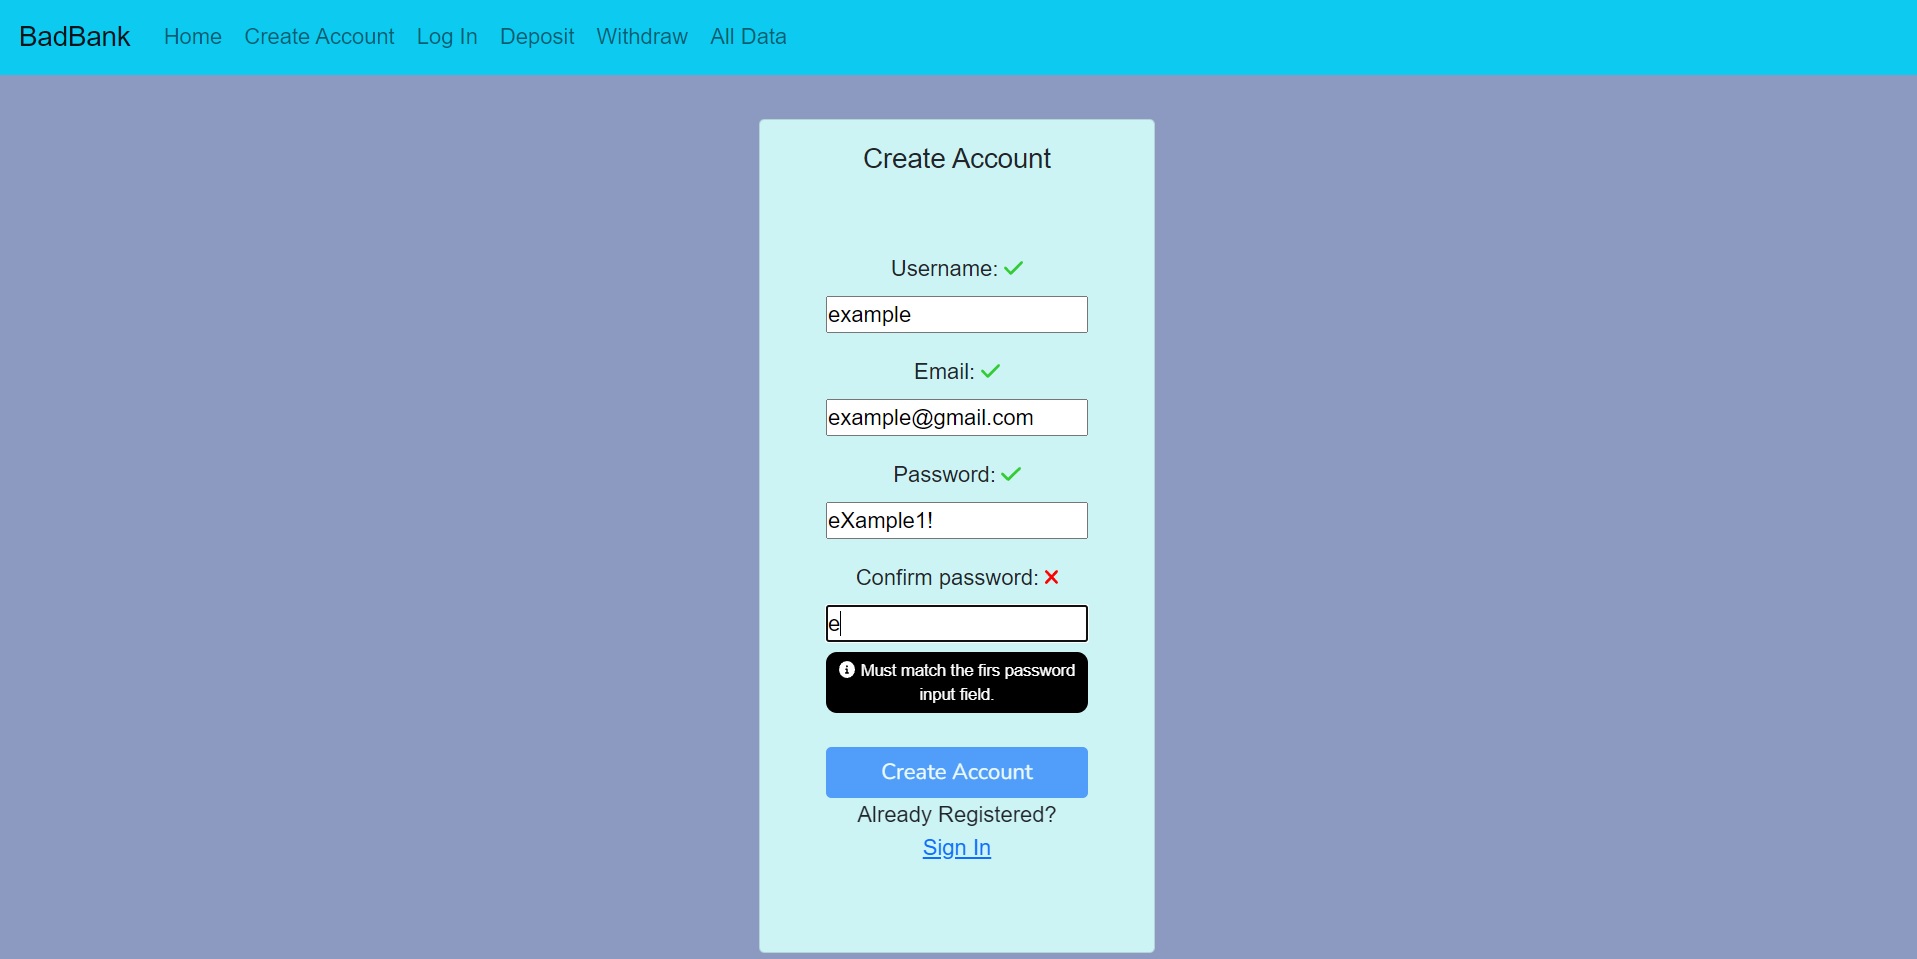 BadBank Home Create Account Log In Deposit Withdraw All Data
Create Account
Username:
example
Email:
example@gmail.com
Password:
eXample1!
Confirm password:
e
Must match the firs password
input field.
Create Account
Already Registered?
Sign In